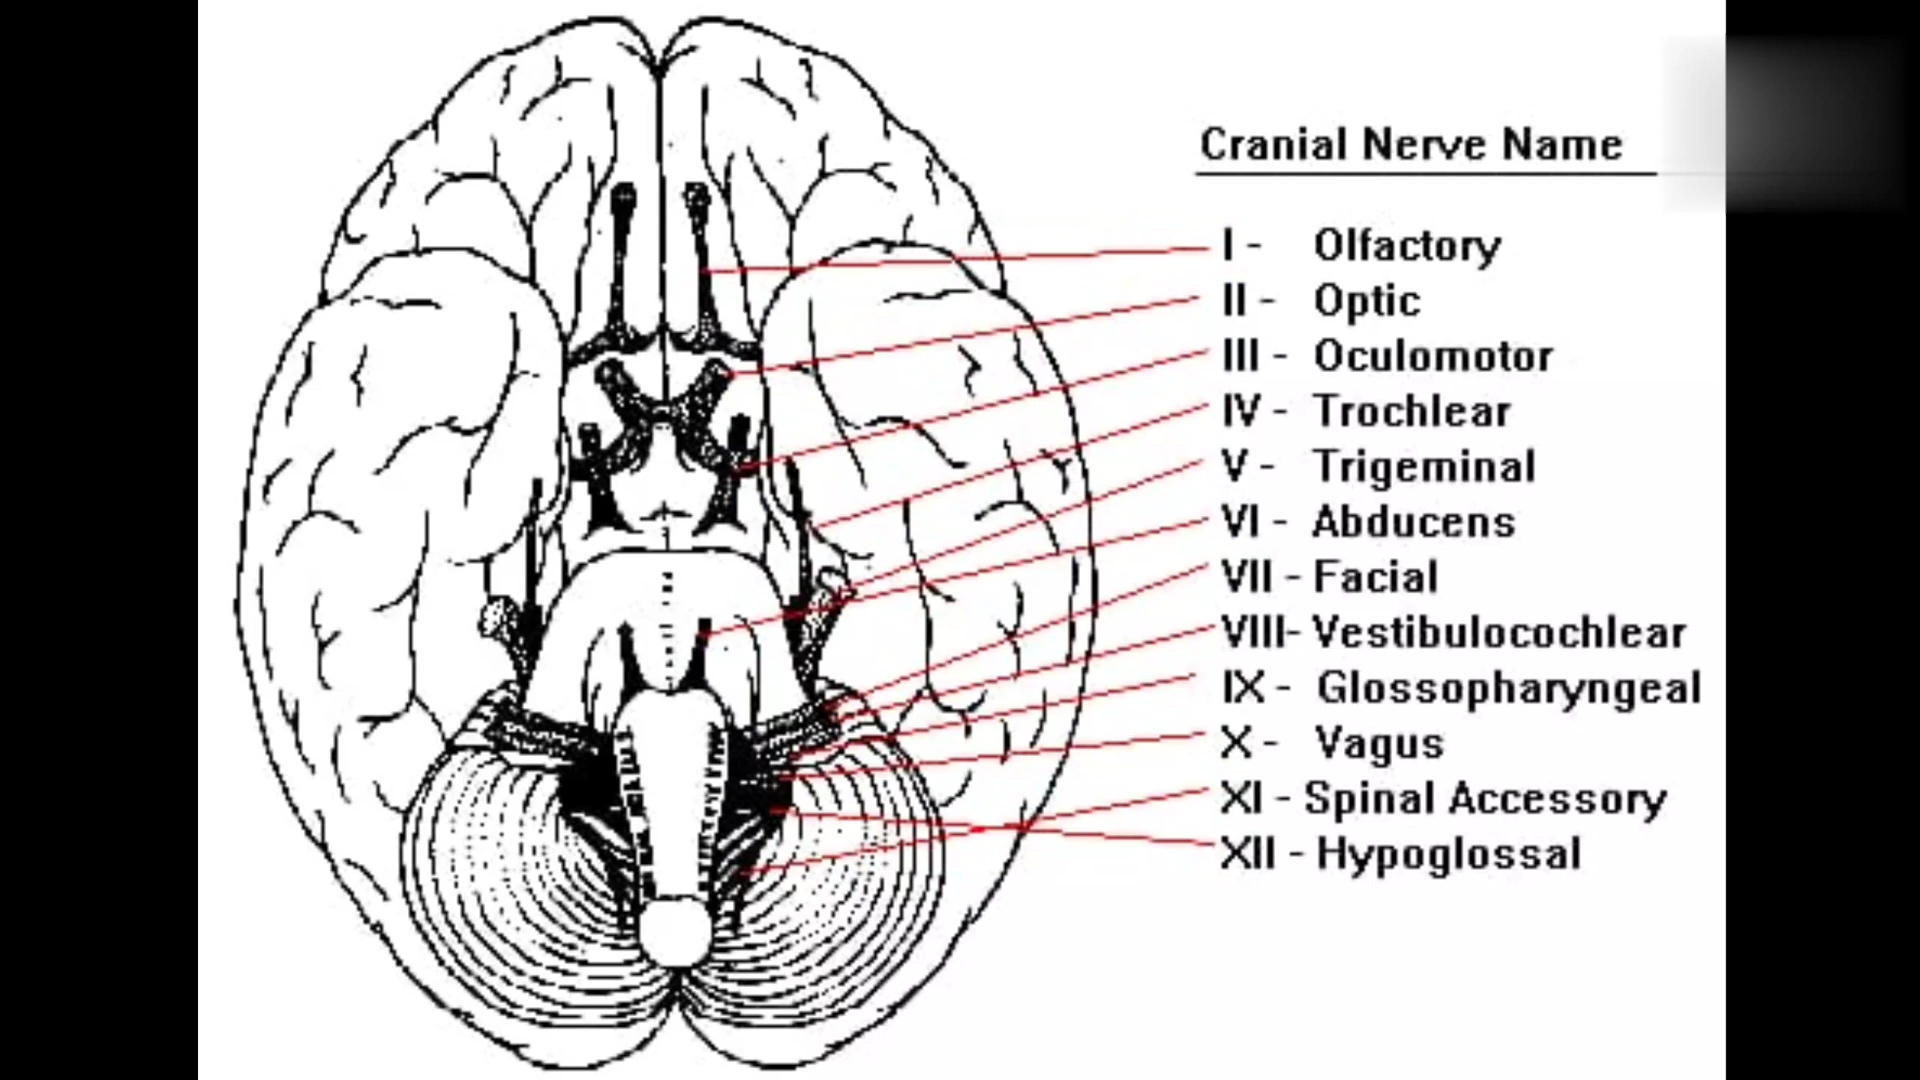 Cranial Nerve Name
I - Olfactory
II - Optic
III - Oculomotor
IV - Trochlear
V - Trigeminal
VI - Abducens
VII - Facial
VIII- Vestibulocochlear
IX - Glossopharyngeal
X - Vagus
XI - Spinal Accessory
XII - Hypoglossal